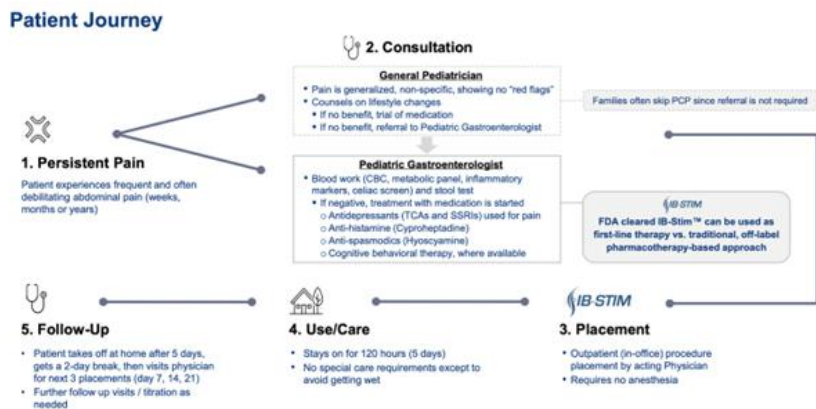 Patient Journey
2. Consultation
General Pediatrician
• Pain is generalized, non-specific, showing no "red flags"
• Counsels on lifestyle changes
▪ If no benefit, trial of medication
▪ If no benefit, referral to Pediatric Gastroenterologist
Families often skip PCP since referral is not required
1. Persistent Pain
Patient experiences frequent and often
debilitating abdominal pain (weeks,
months or years)
Pediatric Gastroenterologist
• Blood work (CBC, metabolic panel, inflammatory
markers, celiac screen) and stool test
▪ If negative, treatment with medication is started
o Antidepressants (TCAs and SSRIs) used for pain
o Anti-histamine (Cyproheptadine)
o Anti-spasmodics (Hyoscyamine)
o Cognitive behavioral therapy, where available
IB-STIM
FDA cleared IB-Stim™ can be used as
first-line therapy vs. traditional, off-label
pharmacotherapy-based approach
5. Follow-Up
• Patient takes off at home after 5 days,
gets a 2-day break, then visits physician
for next 3 placements (day 7, 14, 21)
• Further follow up visits / titration as
needed
4. Use/Care
• Stays on for 120 hours (5 days)
• No special care requirements except to
avoid getting wet
IB-STIM
3. Placement
• Outpatient (in-office) procedure
placement by acting Physician
• Requires no anesthesia